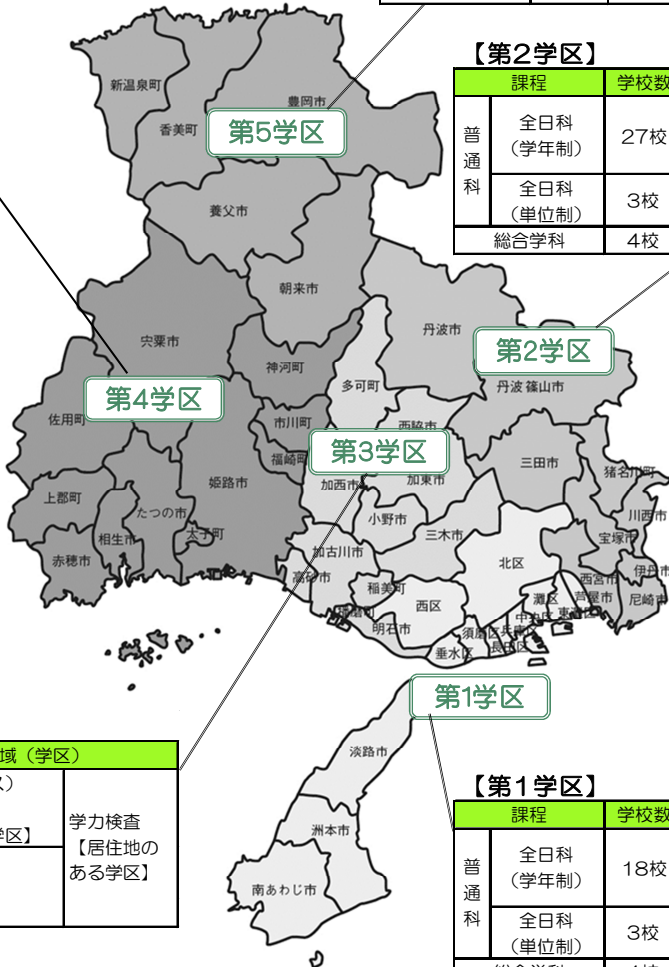 新温泉町
豊岡市
香美町
第5学区
養父市
朝来市
【第2学区】
課程
学校数
普通科
全日科
（学年制）
27校
全日科
（単位制）
3校
総合学科
4校
宍粟市
丹波市
神河町
第2学区
多可町
丹波篠山市
第4学区
佐用町
市川町
西脇市
第3学区
福崎町
三田市
猪名川町
加西市
加東市
姫路市
上郡町
たつの市
小野市
川西市
相生市
太子町
三木市
宝塚市
赤穂市
加古川市
北区
伊丹市
高砂市
稲美町
西宮市
播磨町
西区
灘区
芦屋市
尼崎市
中央区
東灘区
明石市
須磨区
兵庫区
長田区
垂水区
第1学区
淡路市
洲本市
南あわじ市
域（学区）
学区】
学力検査
【居住地の
ある学区】
【第1学区】
課程
学校数
普通科
全日科
（学年制）
18校
全日科
（単位制）
3校